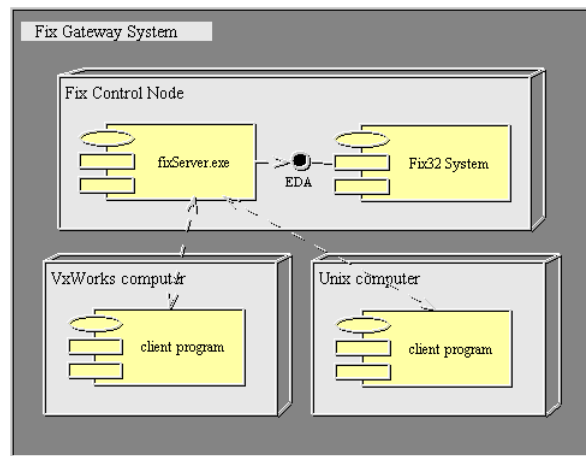 Fix Gateway System
Fix Control Node
fixServer.exe
Fix32 System
EDA
VxWorks computer
Unix computer
client program
client program